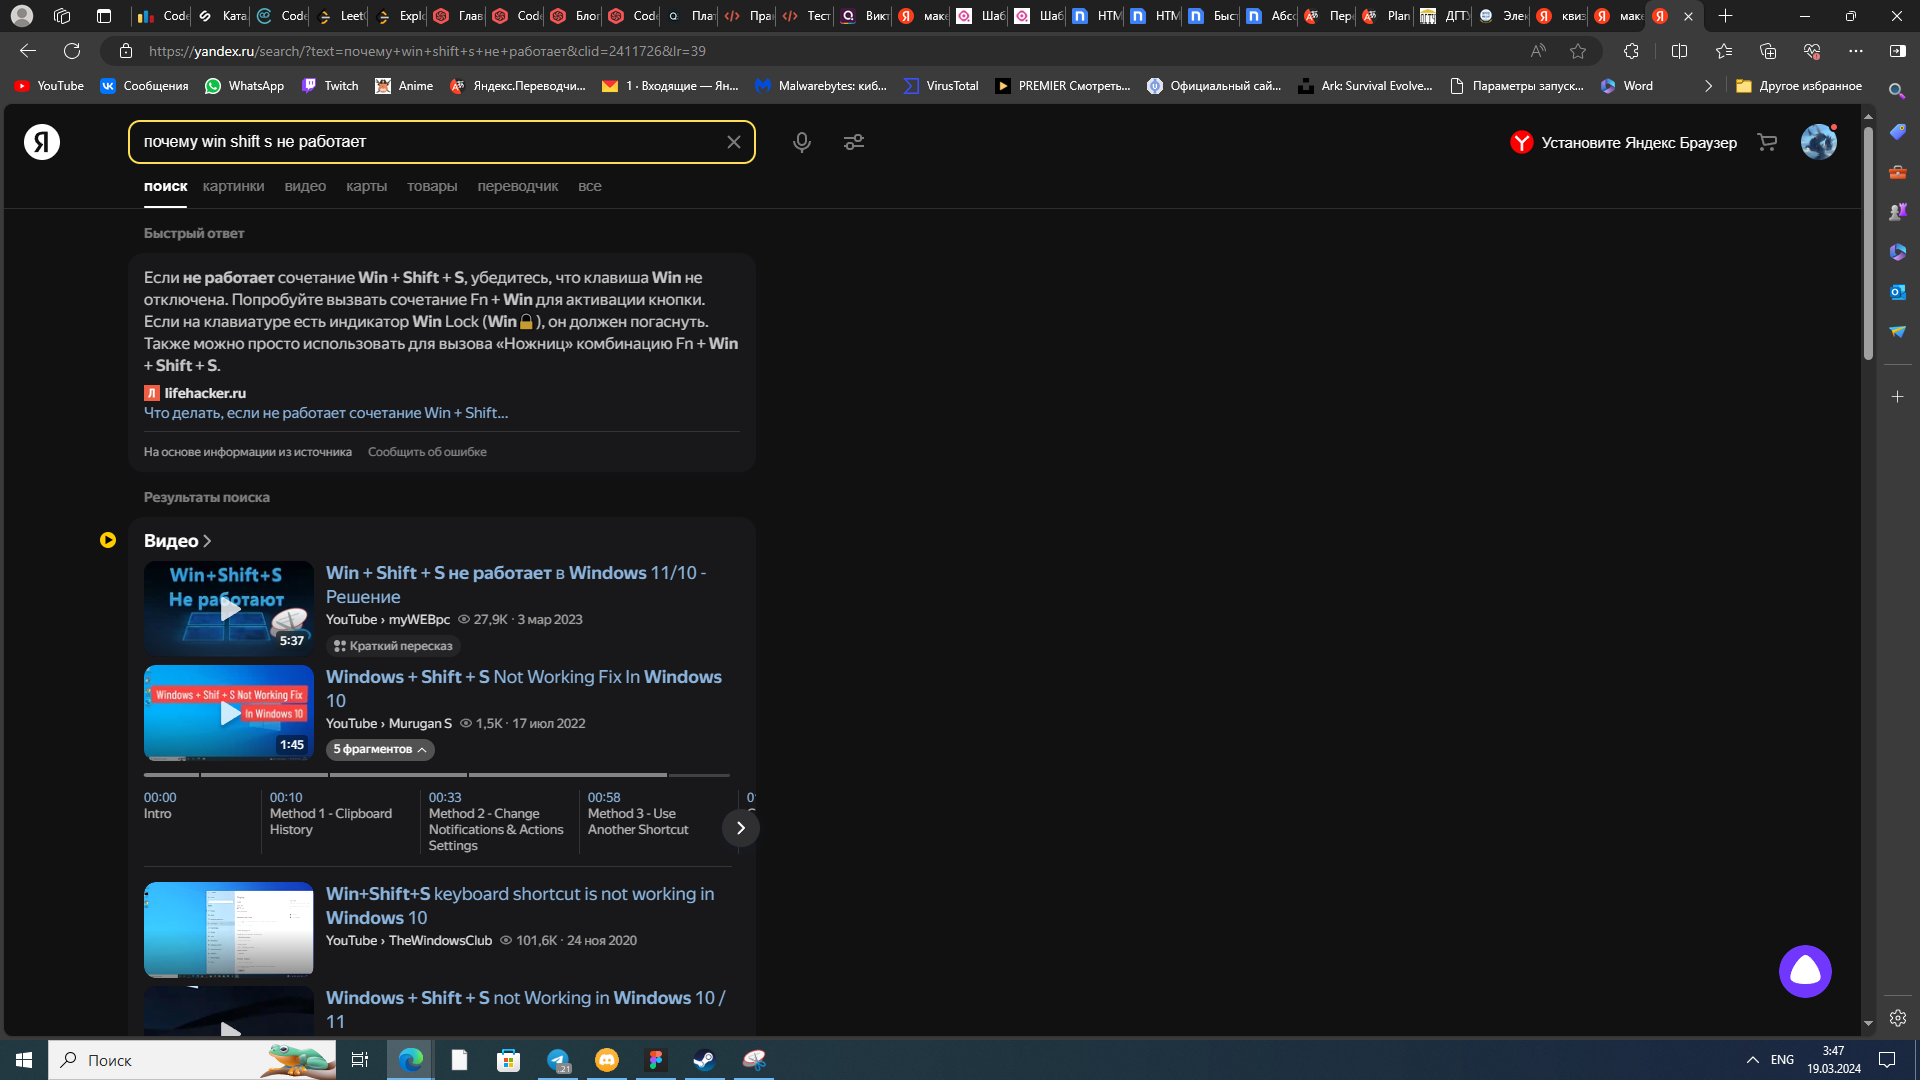 Code
Ката
Code
Leet
Expl
Глав
Code
Блог
Code
Плат
Прак
Тест
Викт
маке
Шаб
Шаб
HTM
HTM
Быст
Абсо
Пере
Plan
ДГТУ
Элек
квиз
маке
https://yandex.ru/search/?text=почему+win+shift+s+не+работает&clid=2411726&lr=39
YouTube
Сообщения
WhatsApp
Twitch
Anime
Яндекс.Переводчи...
1 · Входящие — Ян...
Malwarebytes: киб...
VirusTotal
PREMIER Смотреть...
Официальный сай...
Ark: Survival Evolve...
Параметры запуск...
Word
Другое избранное
Я
почему win shift s не работает
Установите Яндекс Браузер
поиск картинки видео карты товары переводчик все
Быстрый ответ
Если не работает сочетание Win + Shift + S, убедитесь, что клавиша Win не
отключена. Попробуйте вызвать сочетание Fn + Win для активации кнопки.
Если на клавиатуре есть индикатор Win Lock (Win🔒), он должен погаснуть.
Также можно просто использовать для вызова «Ножниц» комбинацию Fn + Win
+ Shift + S.
lifehacker.ru
Что делать, если не работает сочетание Win + Shift...
На основе информации из источника Сообщить об ошибке
Результаты поиска
Видео
Win+Shift+S
Не работают
5:37
Win + Shift + S не работает в Windows 11/10 -
Решение
YouTube › myWEBpc 27,9K · 3 мар 2023
Краткий пересказ
Windows + Shif + S Not Working Fix
In Windows 10
1:45
Windows + Shift + S Not Working Fix In Windows
10
YouTube › Murugan S 1,5K · 17 июл 2022
5 фрагментов
00:00
Intro
00:10
Method 1 - Clipboard
History
00:33
Method 2 - Change
Notifications & Actions
Settings
00:58
Method 3 - Use
Another Shortcut
Win+Shift+S keyboard shortcut is not working in
Windows 10
YouTube › TheWindowsClub 101,6K · 24 ноя 2020
Windows + Shift + S not Working in Windows 10 /
11
Поиск
21
ENG
3:47
19.03.2024